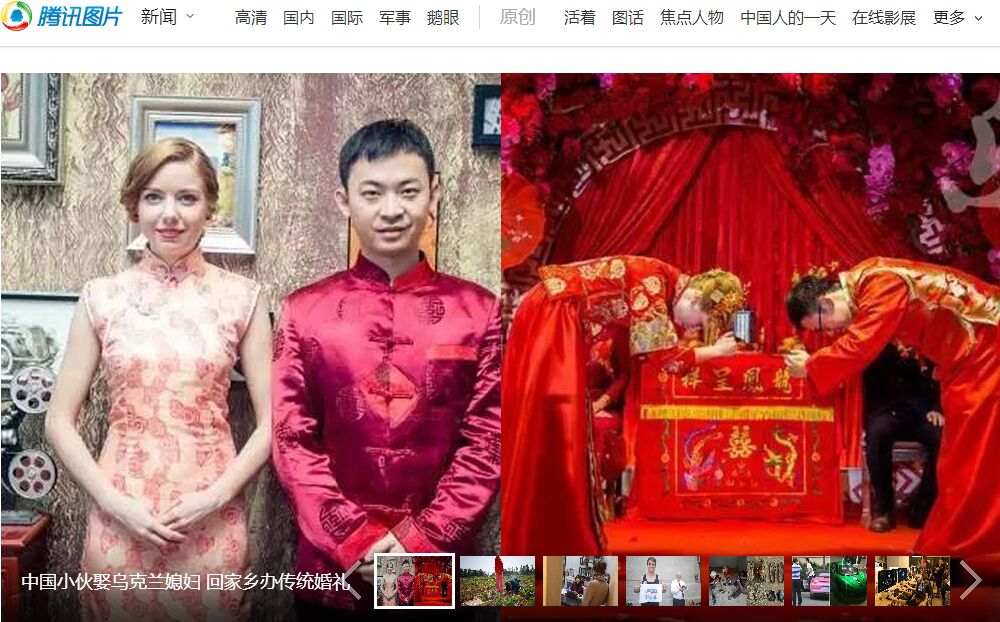 腾讯图片 新闻 高清 国内 国际 军事 鹅眼 原创 活着 图话 焦点人物 中国人的一天 在线影展 更多
祥呈鳳龍
囍
中国小伙娶乌克兰媳妇 回家乡办传统婚礼